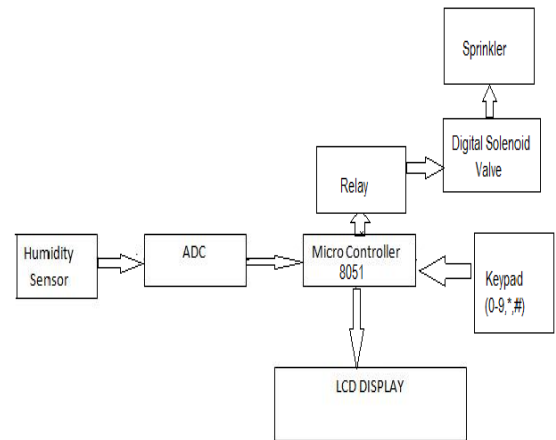 Sprinkler
Digital Solenoid
Valve
Relay
Humidity
Sensor
ADC
Micro Controller
8051
Keypad
(0-9,*,#)
LCD DISPLAY